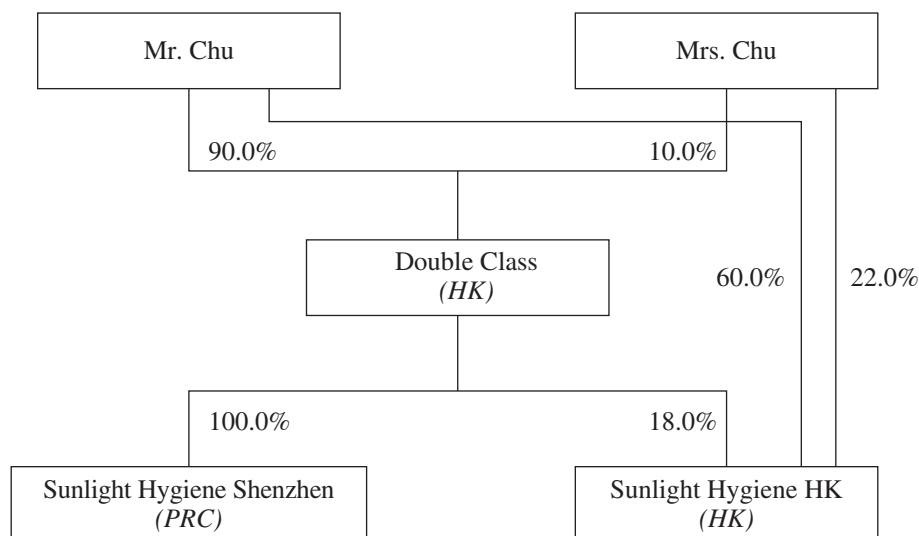 Mr. Chu
Mrs. Chu
90.0%
10.0%
Double Class
(HK)
60.0%
22.0%
100.0%
18.0%
Sunlight Hygiene Shenzhen
(PRC)
Sunlight Hygiene HK
(HK)